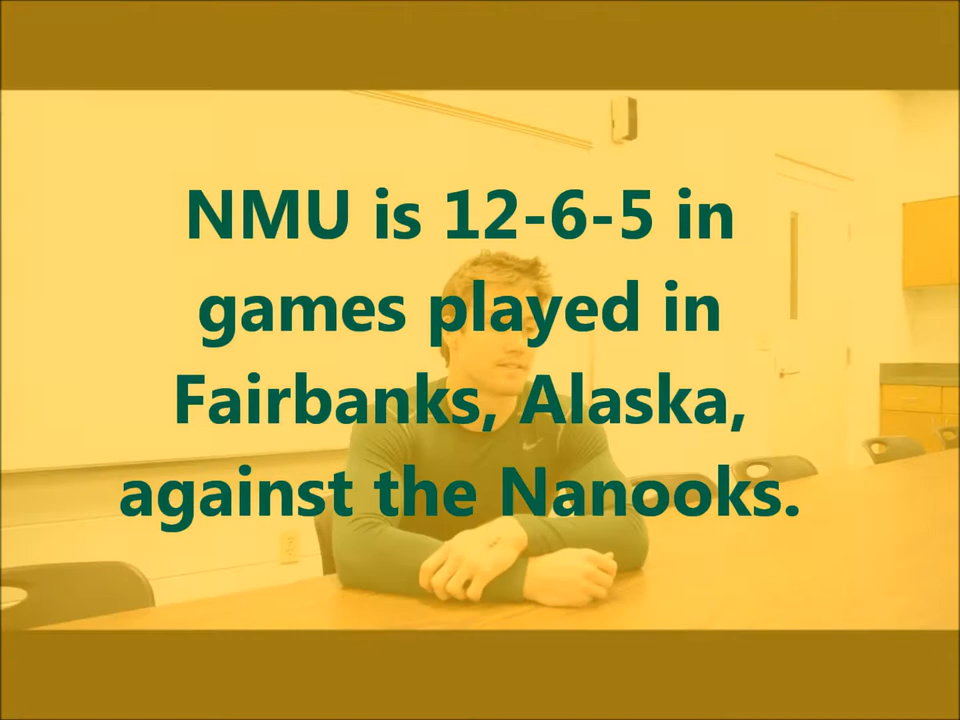 NMU is 12-6-5 in
games played in
Fairbanks, Alaska,
against the Nanooks.